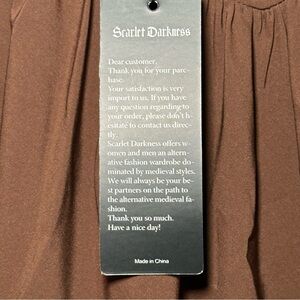 Scarlet Darkness
Dear customer,
Thank you for your parc-
hase.
Your satisfaction is very
import to us. If you have
any question regarding to
your order, please don't h-
esitate to contact us direc-
tly.
Scarlet Darkness offers w-
omen and men an altern-
ative fashion wardrobe do-
minated by medieval styles.
We will always be your be-
st partners on the path to
the alternative medieval fa-
shion.
Thank you so much.
Have a nice day!
Made in China